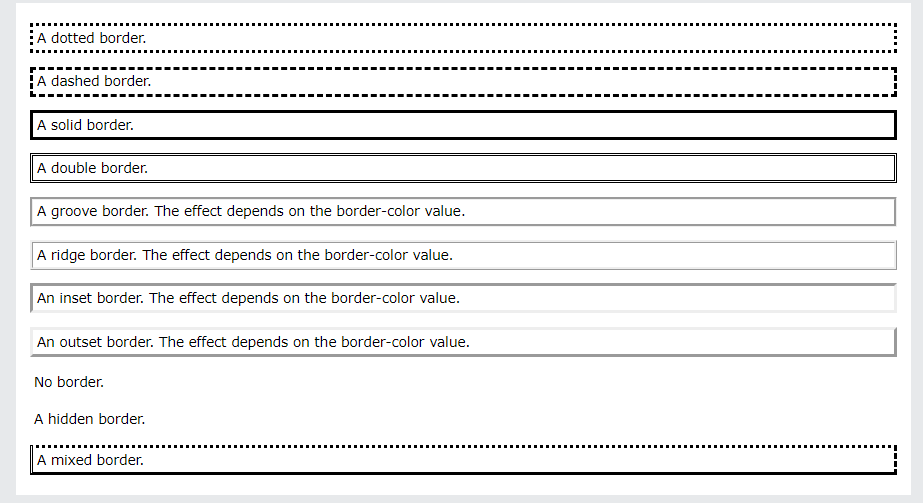 A dotted border.
A dashed border.
A solid border.
A double border.
A groove border. The effect depends on the border-color value.
A ridge border. The effect depends on the border-color value.
An inset border. The effect depends on the border-color value.
An outset border. The effect depends on the border-color value.
No border.
A hidden border.
A mixed border.